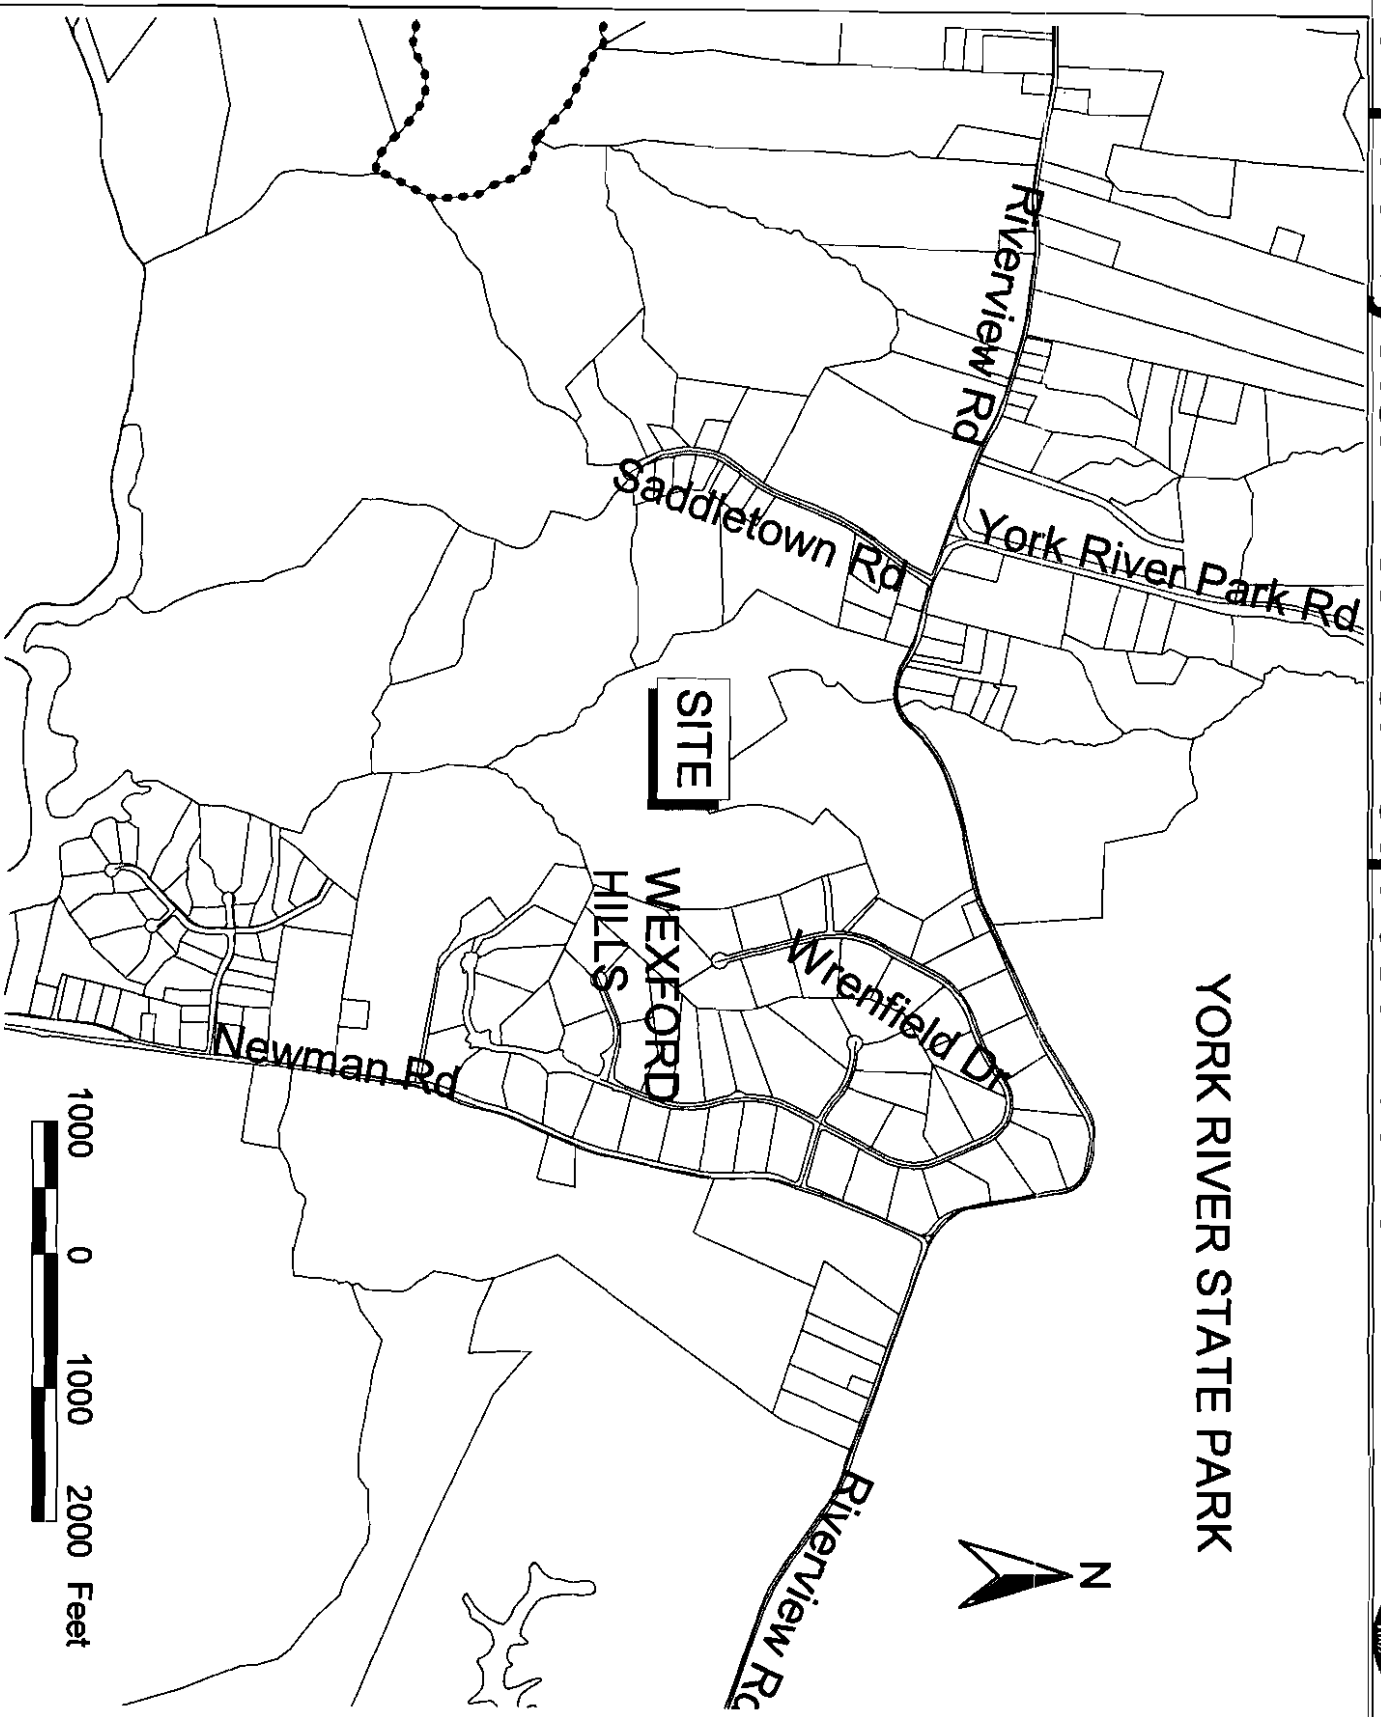 YORK RIVER STATE PARK
N
Riverview Rd
York River Park Rd
Saddletown Rd
SITE
Wrenfield Dr
WEXFORD
HILLS
Newman Rd
Riverview Rd
1000 0 1000 2000 Feet